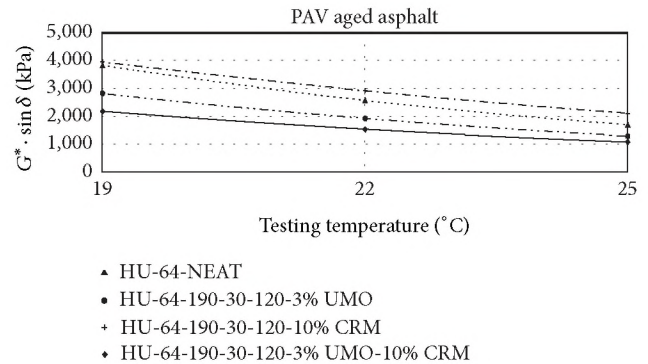 PAV aged asphalt
5,000
4,000
3,000
2,000
1,000
0
G*· sin δ (kPa)
19
22
25
Testing temperature (°C)
HU-64-NEAT
HU-64-190-30-120-3% UMO
HU-64-190-30-120-10% CRM
HU-64-190-30-120-3% UMO-10% CRM